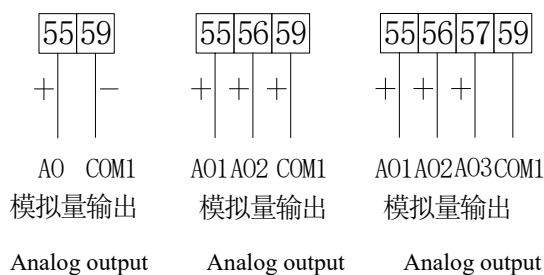 55 59 55 56 59 55 56 57 59
+ − + + + + + +
AO COM1 AO1 AO2 COM1 AO1 AO2 AO3 COM1
模拟量输出 模拟量输出 模拟量输出
Analog output Analog output Analog output